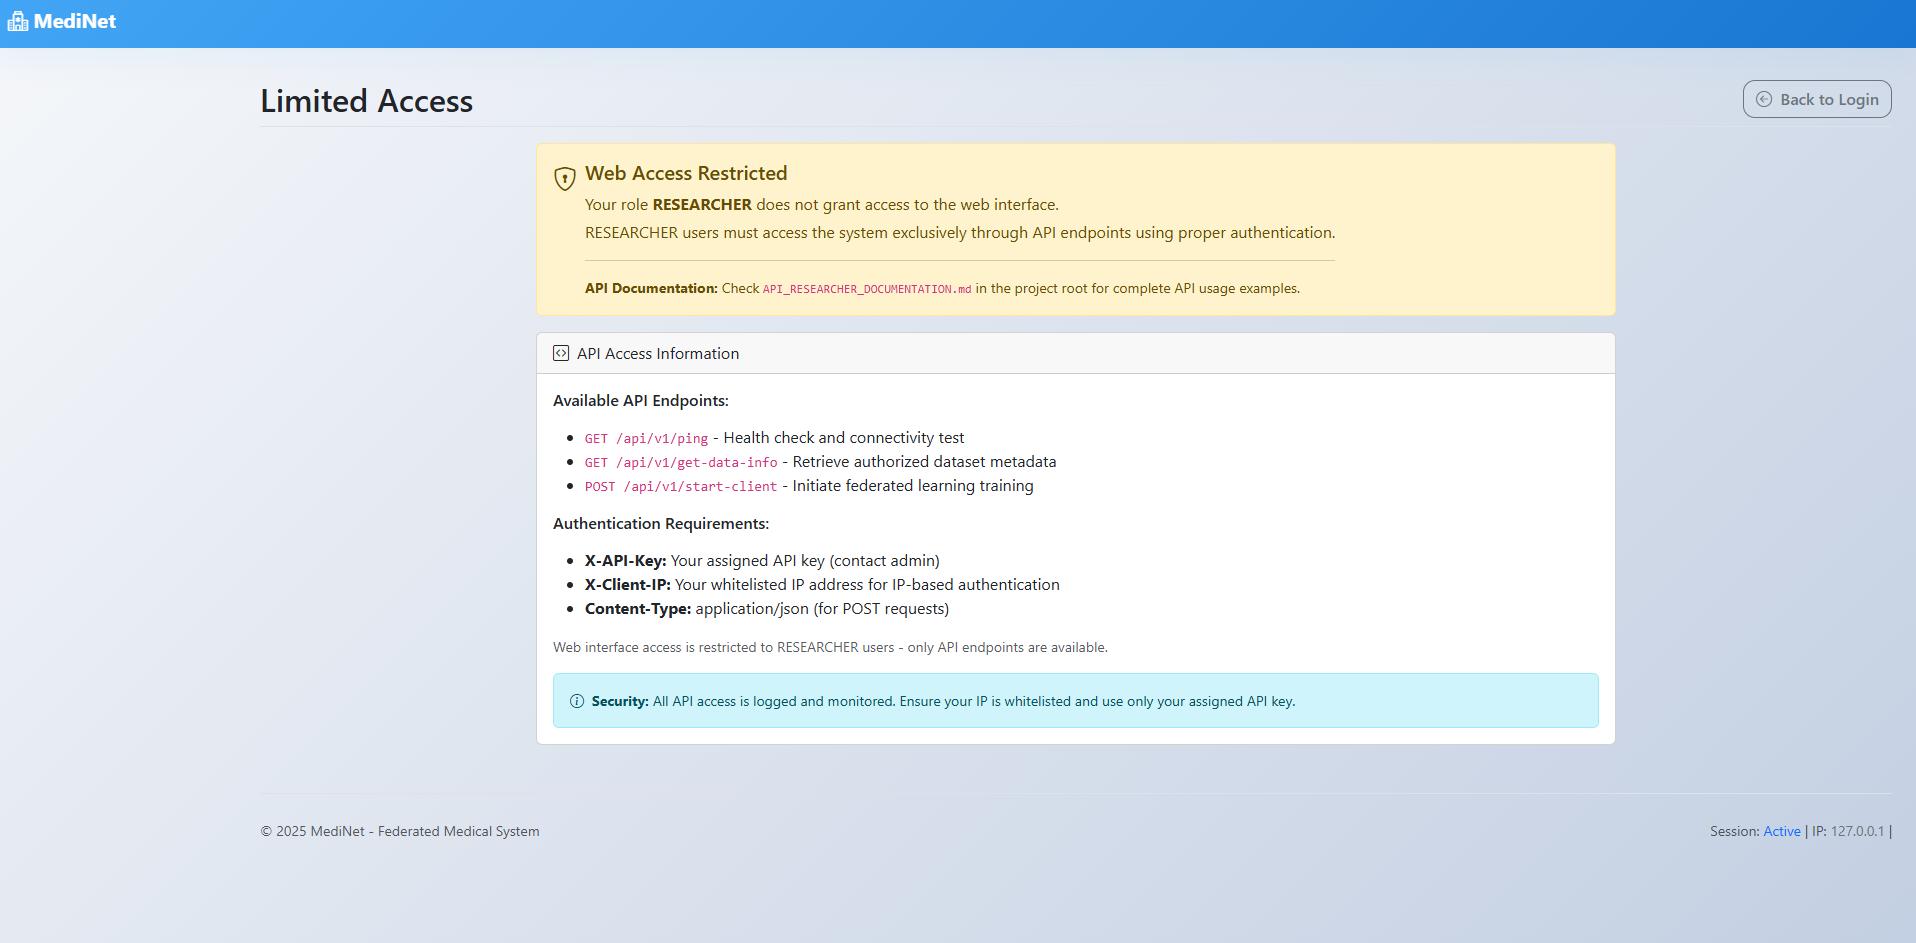 MediNet
Limited Access
Back to Login
Web Access Restricted
Your role RESEARCHER does not grant access to the web interface.
RESEARCHER users must access the system exclusively through API endpoints using proper authentication.
API Documentation: Check API_RESEARCHER_DOCUMENTATION.md in the project root for complete API usage examples.
API Access Information
Available API Endpoints:
• GET /api/v1/ping - Health check and connectivity test
• GET /api/v1/get-data-info - Retrieve authorized dataset metadata
• POST /api/v1/start-client - Initiate federated learning training
Authentication Requirements:
• X-API-Key: Your assigned API key (contact admin)
• X-Client-IP: Your whitelisted IP address for IP-based authentication
• Content-Type: application/json (for POST requests)
Web interface access is restricted to RESEARCHER users - only API endpoints are available.
Security: All API access is logged and monitored. Ensure your IP is whitelisted and use only your assigned API key.
© 2025 MediNet - Federated Medical System
Session: Active | IP: 127.0.0.1 |